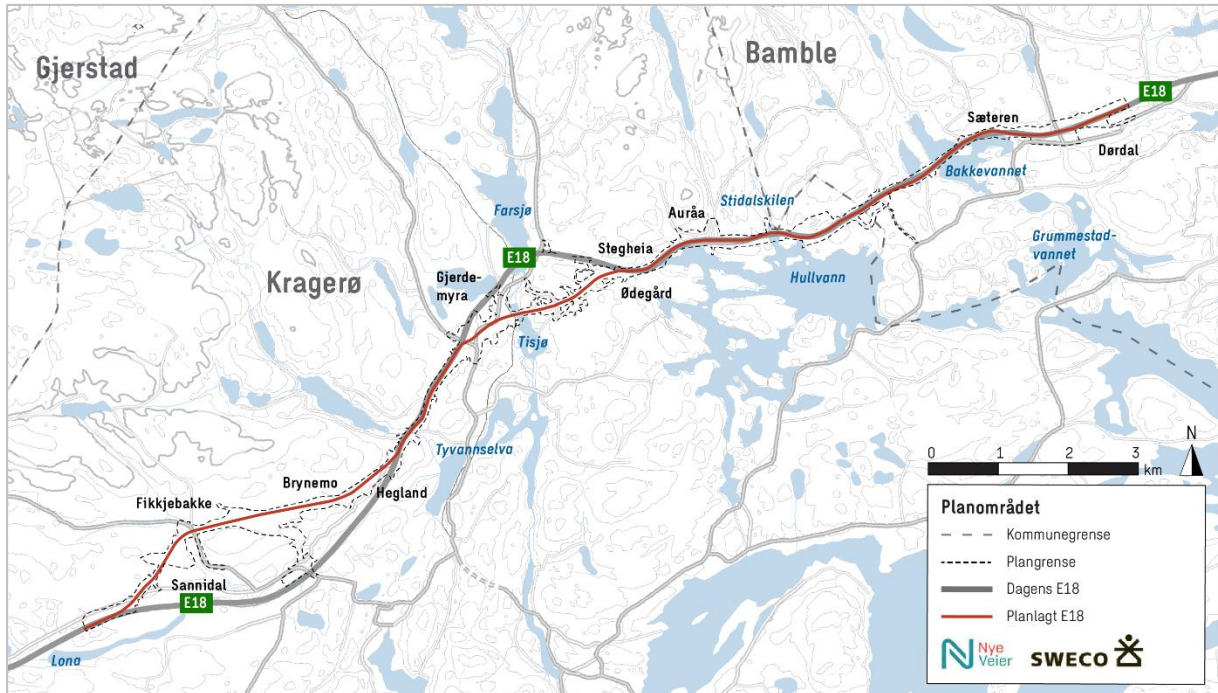 Gjerstad
Bamble
E18
Sæteren
Dørdal
Bakkevannet
Farsjø
Auråa
Stidalskilen
Grummestad-
vannet
Kragerø
E18
Stegheia
Gjerde-
myra
Hullvann
Ødegård
Tisjø
Tyvannselva
Brynemo
Hegland
Fikkjebakke
Sannidal
E18
Lona
N
0 1 2 3
km
Planområdet
Kommunegrense
Plangrense
Dagens E18
Planlagt E18
Nye
Veier
SWECO